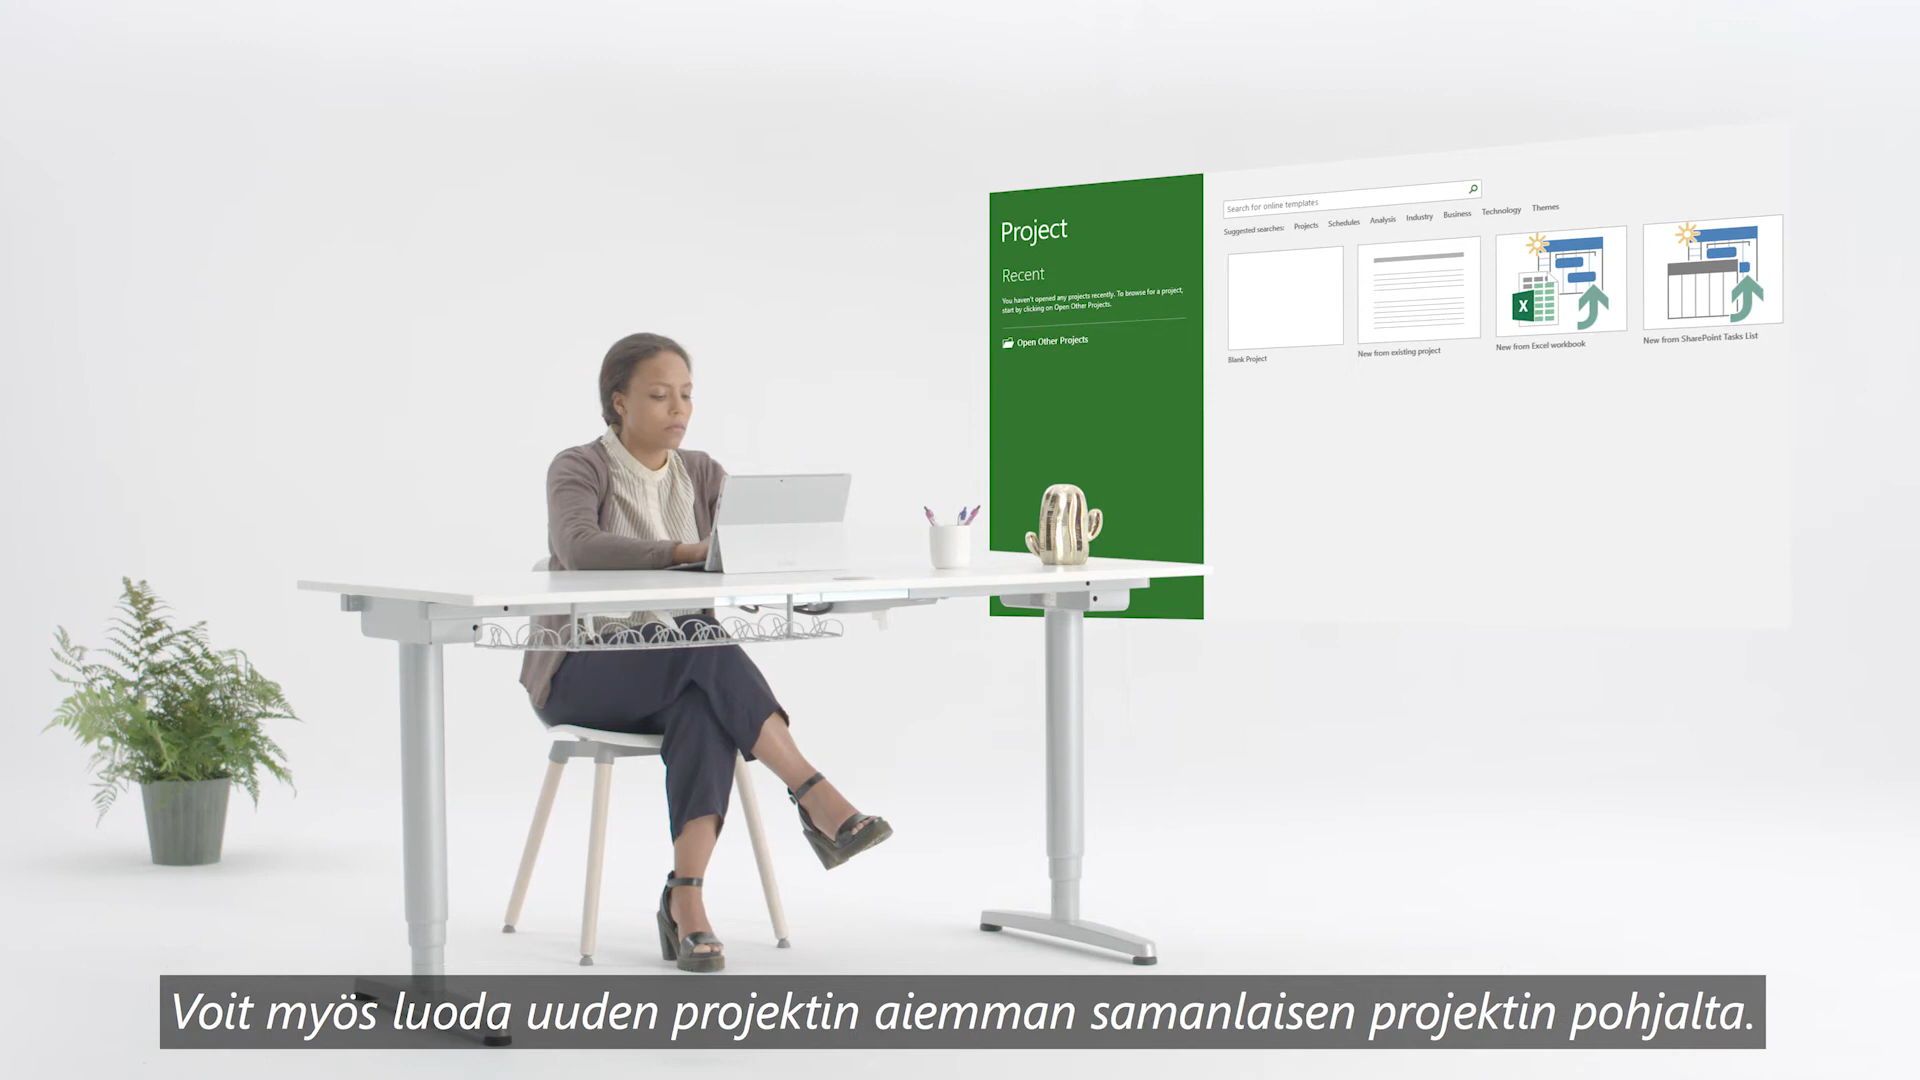 Project
Recent
You haven't opened any projects recently. To browse for a project,
start by clicking on Open Other Projects.
Open Other Projects
Search for online templates
Suggested searches: Projects Schedules Analysis Industry Business Technology Themes
X
Blank Project
New from existing project
New from Excel workbook
New from SharePoint Tasks List
Voit myös luoda uuden projektin aiemman samanlaisen projektin pohjalta.